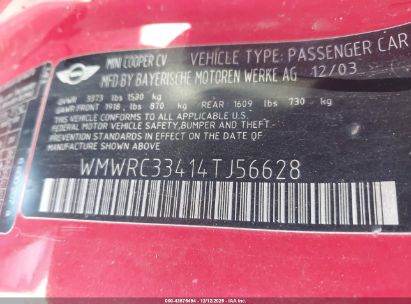 MINI COOPER CV VEHICLE TYPE: PASSENGER CAR
MFD BY BAYERISCHE MOTOREN WERKE AG 12/03
GVWR 3373 lbs 1530 kg
GAWR FRONT 1918 lbs 870 kg REAR 1609 lbs 730 kg
THIS VEHICLE CONFORMS TO ALL APPLICABLE U.S.
FEDERAL MOTOR VEHICLE SAFETY, BUMPER AND THEFT
PREVENTION STANDARDS IN EFFECT ON THE DATE OF
MANUFACTURE SHOWN ABOVE.
WMWRC33414TJ56628